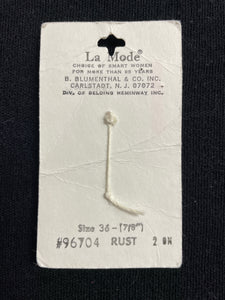 La Mode®
CHOICE OF SMART WOMEN
FOR MORE THAN 85 YEARS
B. BLUMENTHAL & CO. INC.
CARLSTADT, N. J. 07072
DIV. OF BELDING HEMINWAY INC.
Size 36 - (7/8")
#96704 RUST 2 ON